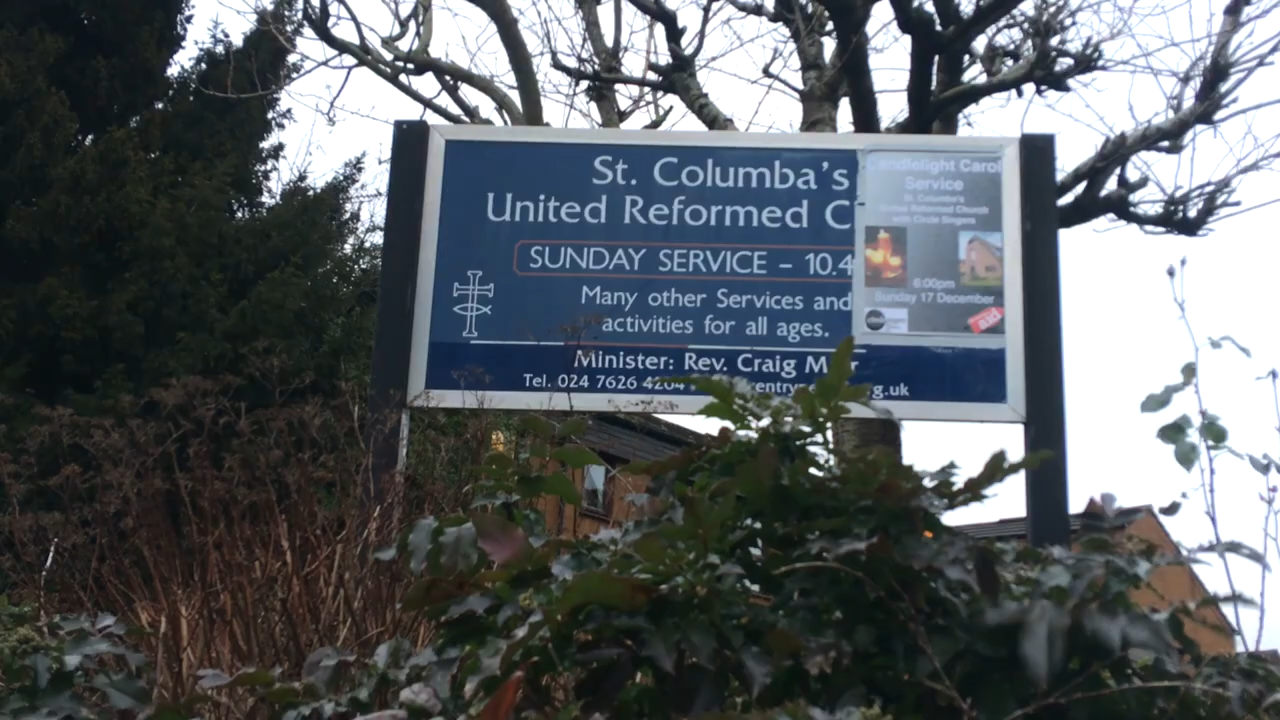 St. Columba's
United Reformed C
SUNDAY SERVICE – 10.4
Many other Services and
activities for all ages.
Minister: Rev. Craig M
Tel. 024 7626
g.uk
Candlelight Carol
Service
St. Columba's
United Reformed Church
with Circle Singers
6:00pm
Sunday 17 December
aid